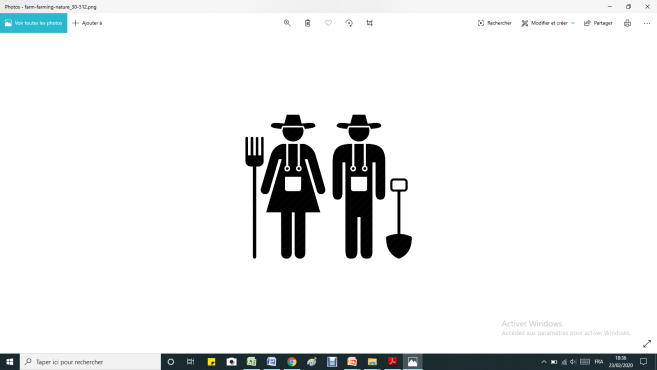 Photos - farm-farming-nature_30-512.png
Voir toutes les photos
Ajouter à
Rechercher
Modifier et créer
Partager
Activer Windows
Accédez aux paramètres pour activer Windows.
Taper ici pour rechercher
FRA
18:38
23/02/2020